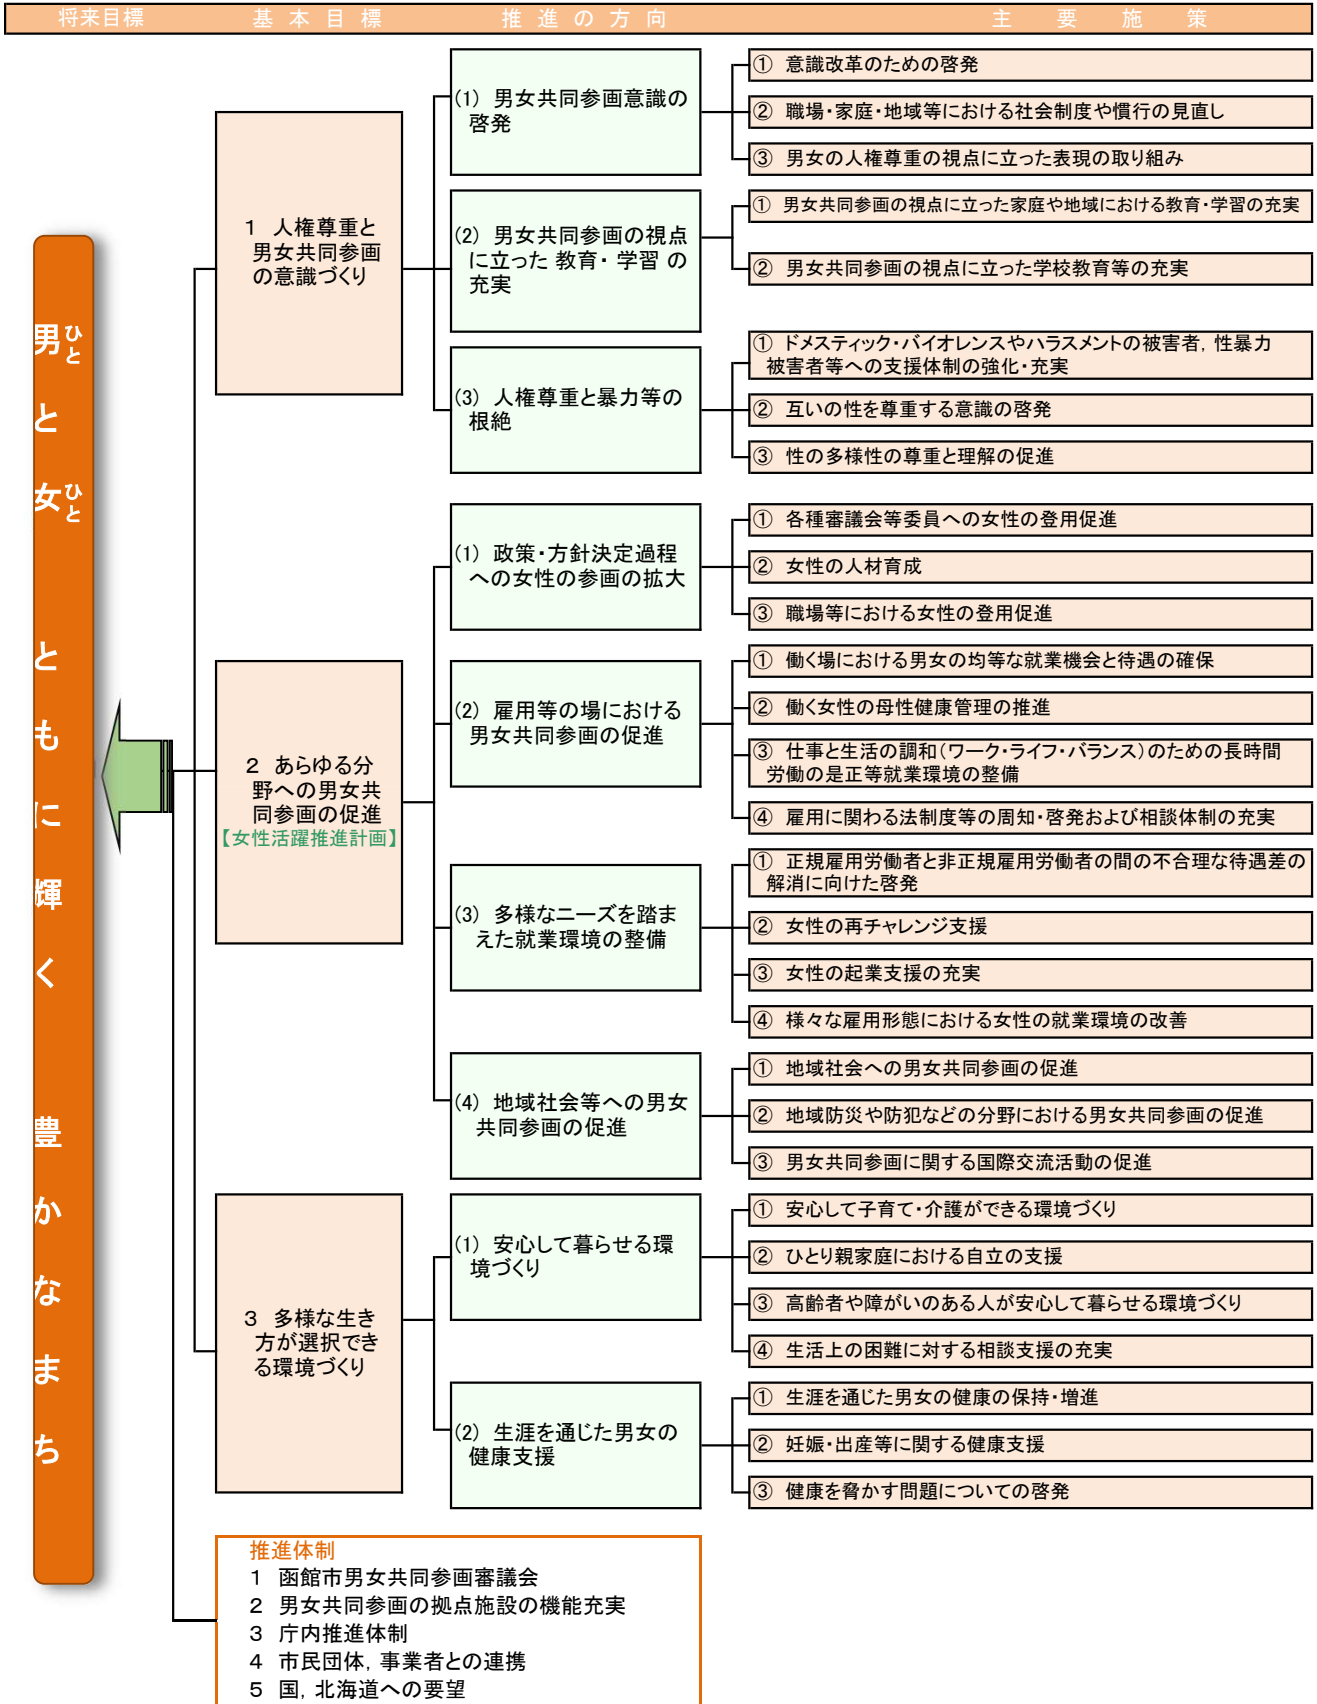 将来目標 基本目標 推進の方向 主要施策
男と女 ともに輝く 豊かなまち
ひと
ひと
1 人権尊重と
男女共同参画
の意識づくり
(1) 男女共同参画意識の
啓発
① 意識改革のための啓発
② 職場・家庭・地域等における社会制度や慣行の見直し
③ 男女の人権尊重の視点に立った表現の取り組み
(2) 男女共同参画の視点
に立った 教育・ 学習 の
充実
① 男女共同参画の視点に立った家庭や地域における教育・学習の充実
② 男女共同参画の視点に立った学校教育等の充実
(3) 人権尊重と暴力等の
根絶
① ドメスティック・バイオレンスやハラスメントの被害者,性暴力
被害者等への支援体制の強化・充実
② 互いの性を尊重する意識の啓発
③ 性の多様性の尊重と理解の促進
2 あらゆる分
野への男女共
同参画の促進
【女性活躍推進計画】
(1) 政策・方針決定過程
への女性の参画の拡大
① 各種審議会等委員への女性の登用促進
② 女性の人材育成
③ 職場等における女性の登用促進
(2) 雇用等の場における
男女共同参画の促進
① 働く場における男女の均等な就業機会と待遇の確保
② 働く女性の母性健康管理の推進
③ 仕事と生活の調和(ワーク・ライフ・バランス)のための長時間
労働の是正等就業環境の整備
④ 雇用に関わる法制度等の周知・啓発および相談体制の充実
(3) 多様なニーズを踏ま
えた就業環境の整備
① 正規雇用労働者と非正規雇用労働者の間の不合理な待遇差の
解消に向けた啓発
② 女性の再チャレンジ支援
③ 女性の起業支援の充実
④ 様々な雇用形態における女性の就業環境の改善
(4) 地域社会等への男女
共同参画の促進
① 地域社会への男女共同参画の促進
② 地域防災や防犯などの分野における男女共同参画の促進
③ 男女共同参画に関する国際交流活動の促進
3 多様な生き
方が選択でき
る環境づくり
(1) 安心して暮らせる環
境づくり
① 安心して子育て・介護ができる環境づくり
② ひとり親家庭における自立の支援
③ 高齢者や障がいのある人が安心して暮らせる環境づくり
④ 生活上の困難に対する相談支援の充実
(2) 生涯を通じた男女の
健康支援
① 生涯を通じた男女の健康の保持・増進
② 妊娠・出産等に関する健康支援
③ 健康を脅かす問題についての啓発
推進体制
1 函館市男女共同参画審議会
2 男女共同参画の拠点施設の機能充実
3 庁内推進体制
4 市民団体,事業者との連携
5 国,北海道への要望